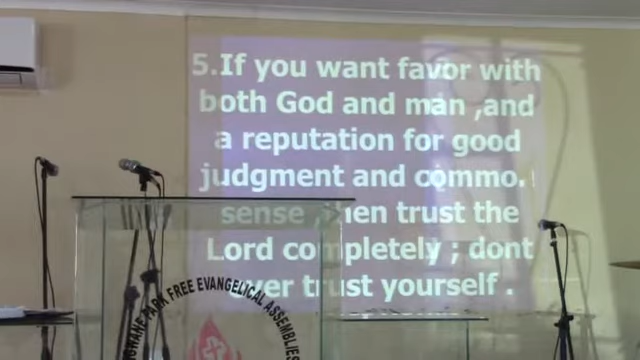 5.If you want favor with
both God and man ,and
a reputation for good
judgment and commo.
sense , then trust the
Lord completely ; dont
ever trust yourself .
PARK FREE EVANGELICAL ASSEMBLIES